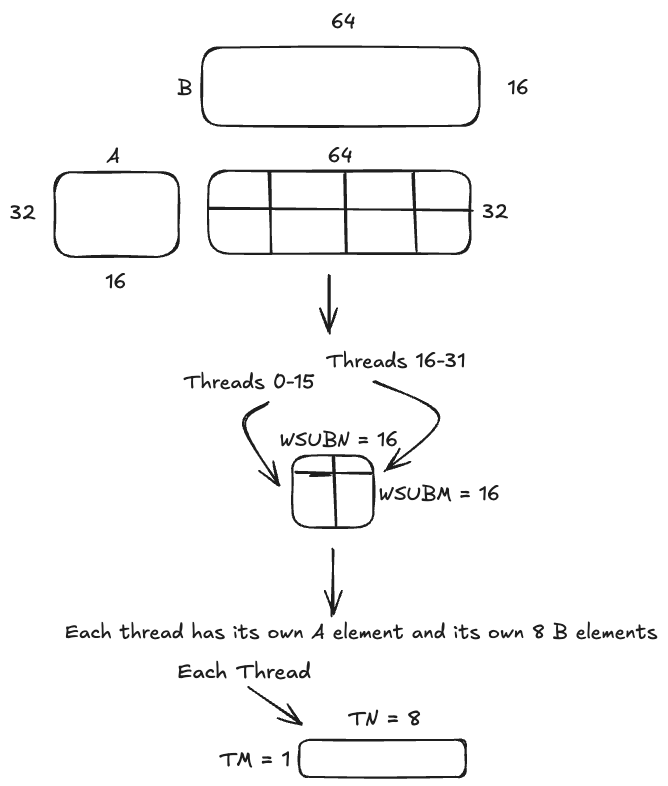 64
B
16
A
64
32
32
16
Threads 16-31
Threads 0-15
WSUBN = 16
WSUBM = 16
Each thread has its own A element and its own 8 B elements
Each Thread
TN = 8
TM = 1